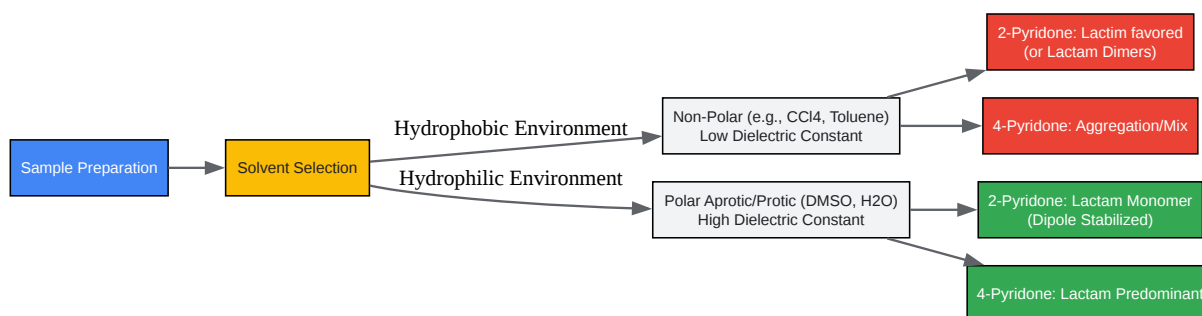 Sample Preparation
Solvent Selection
Hydrophobic Environment
Hydrophilic Environment
Non-Polar (e.g., CCl4, Toluene)
Low Dielectric Constant
Polar Aprotic/Protic (DMSO, H2O)
High Dielectric Constant
2-Pyridone: Lactim favored
(or Lactam Dimers)
4-Pyridone: Aggregation/Mix
2-Pyridone: Lactam Monomer
(Dipole Stabilized)
4-Pyridone: Lactam Predominant